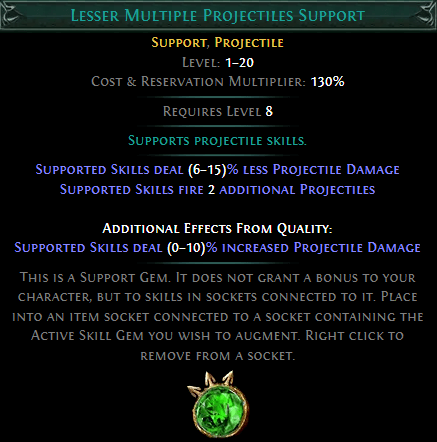 Lesser Multiple Projectiles Support
Support, Projectile
Level: 1–20
Cost & Reservation Multiplier: 130%
Requires Level 8
Supports projectile skills.
Supported Skills deal (6–15)% less Projectile Damage
Supported Skills fire 2 additional Projectiles
Additional Effects From Quality:
Supported Skills deal (0–10)% increased Projectile Damage
This is a Support Gem. It does not grant a bonus to your
character, but to skills in sockets connected to it. Place
into an item socket connected to a socket containing the
Active Skill Gem you wish to augment. Right click to
remove from a socket.